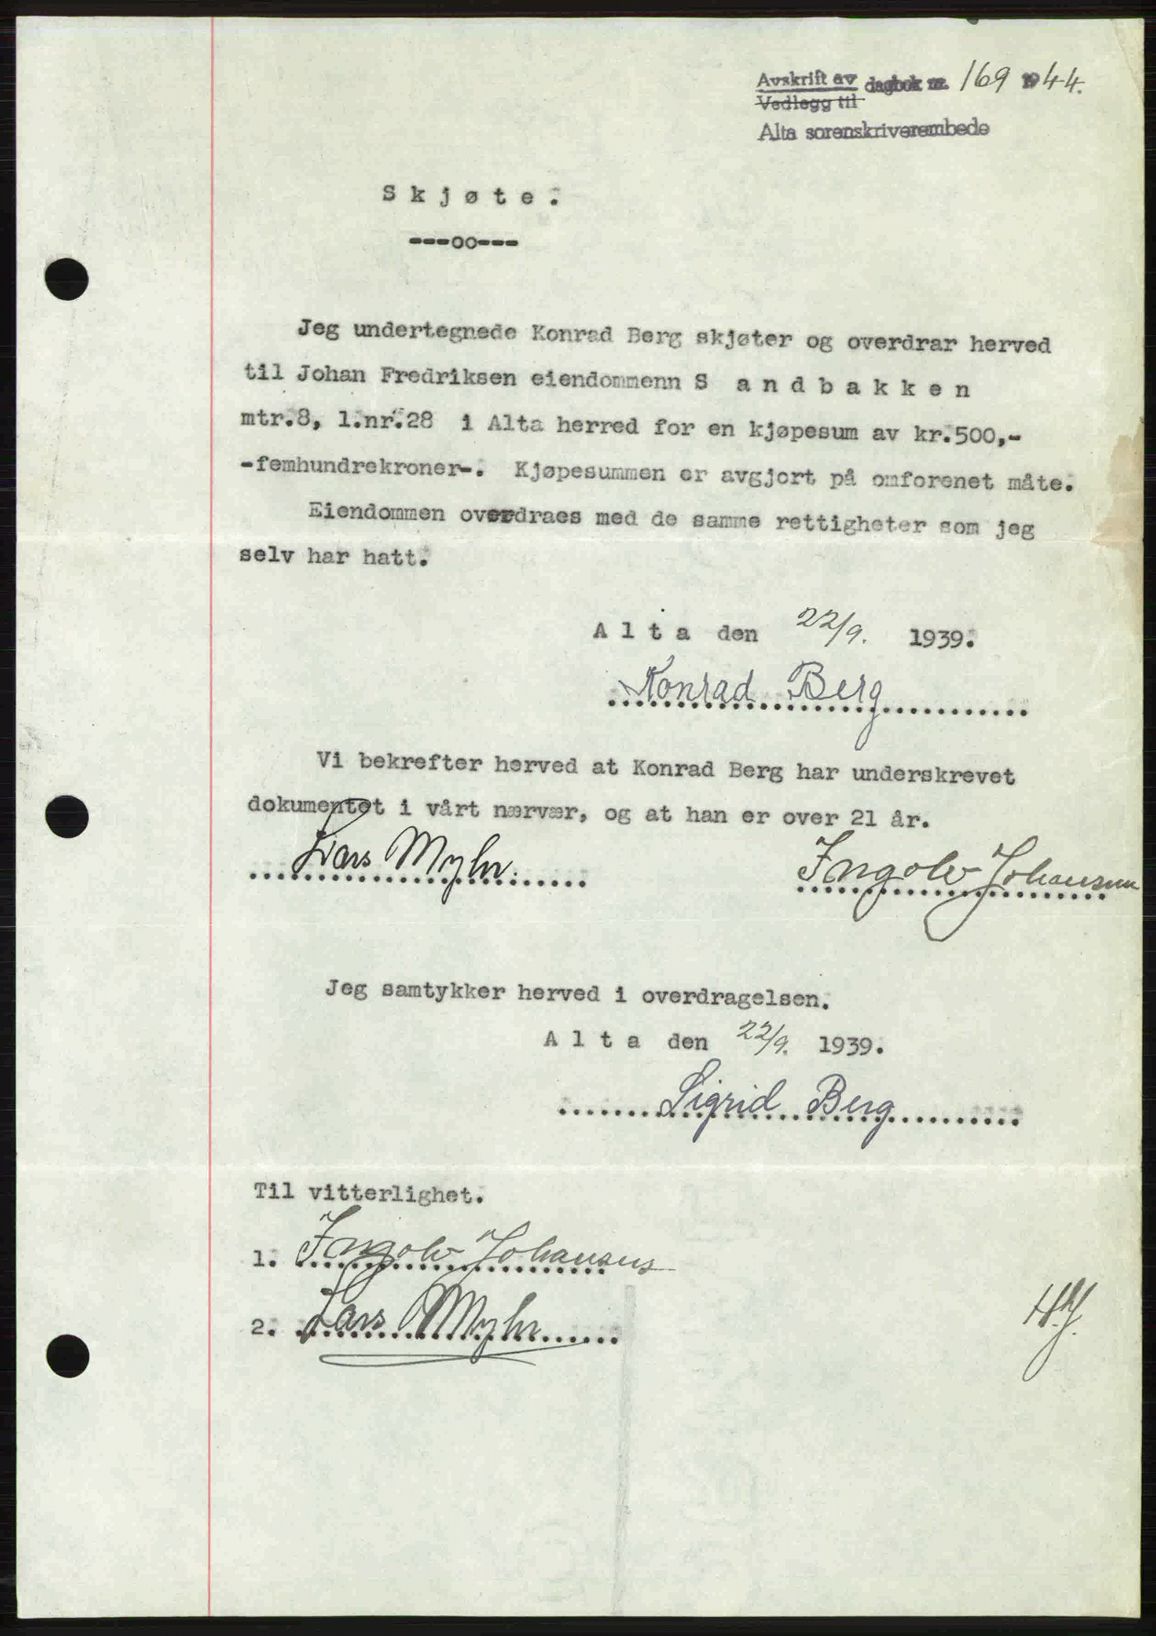 Avskrift av dagbok nr. 169 1944.
Vedlegg til
Alta sorenskriverembede
S k j ø t e .
---oo---
Jeg undertegnede Konrad Berg skjøter og overdrar herved
til Johan Fredriksen eiendommenn S a n d b a k k e n
mtr.8, l.nr.28 i Alta herred for en kjøpesum av kr.500,-
-femhundrekroner-. Kjøpesummen er avgjort på omforenet måte.
Eiendommen overdraes med de samme rettigheter som jeg
selv har hatt.
A l t a den 22/9. 1939.
Konrad Berg
Vi bekrefter herved at Konrad Berg har underskrevet
dokumentet i vårt nærvær, og at han er over 21 år.
Lars Myhr. Ingolv Johansen
Jeg samtykker herved i overdragelsen.
A l t a den 22/9. 1939.
Sigrid Berg
Til vitterlighet.
1. Ingolv Johansens
2. Lars Myhr